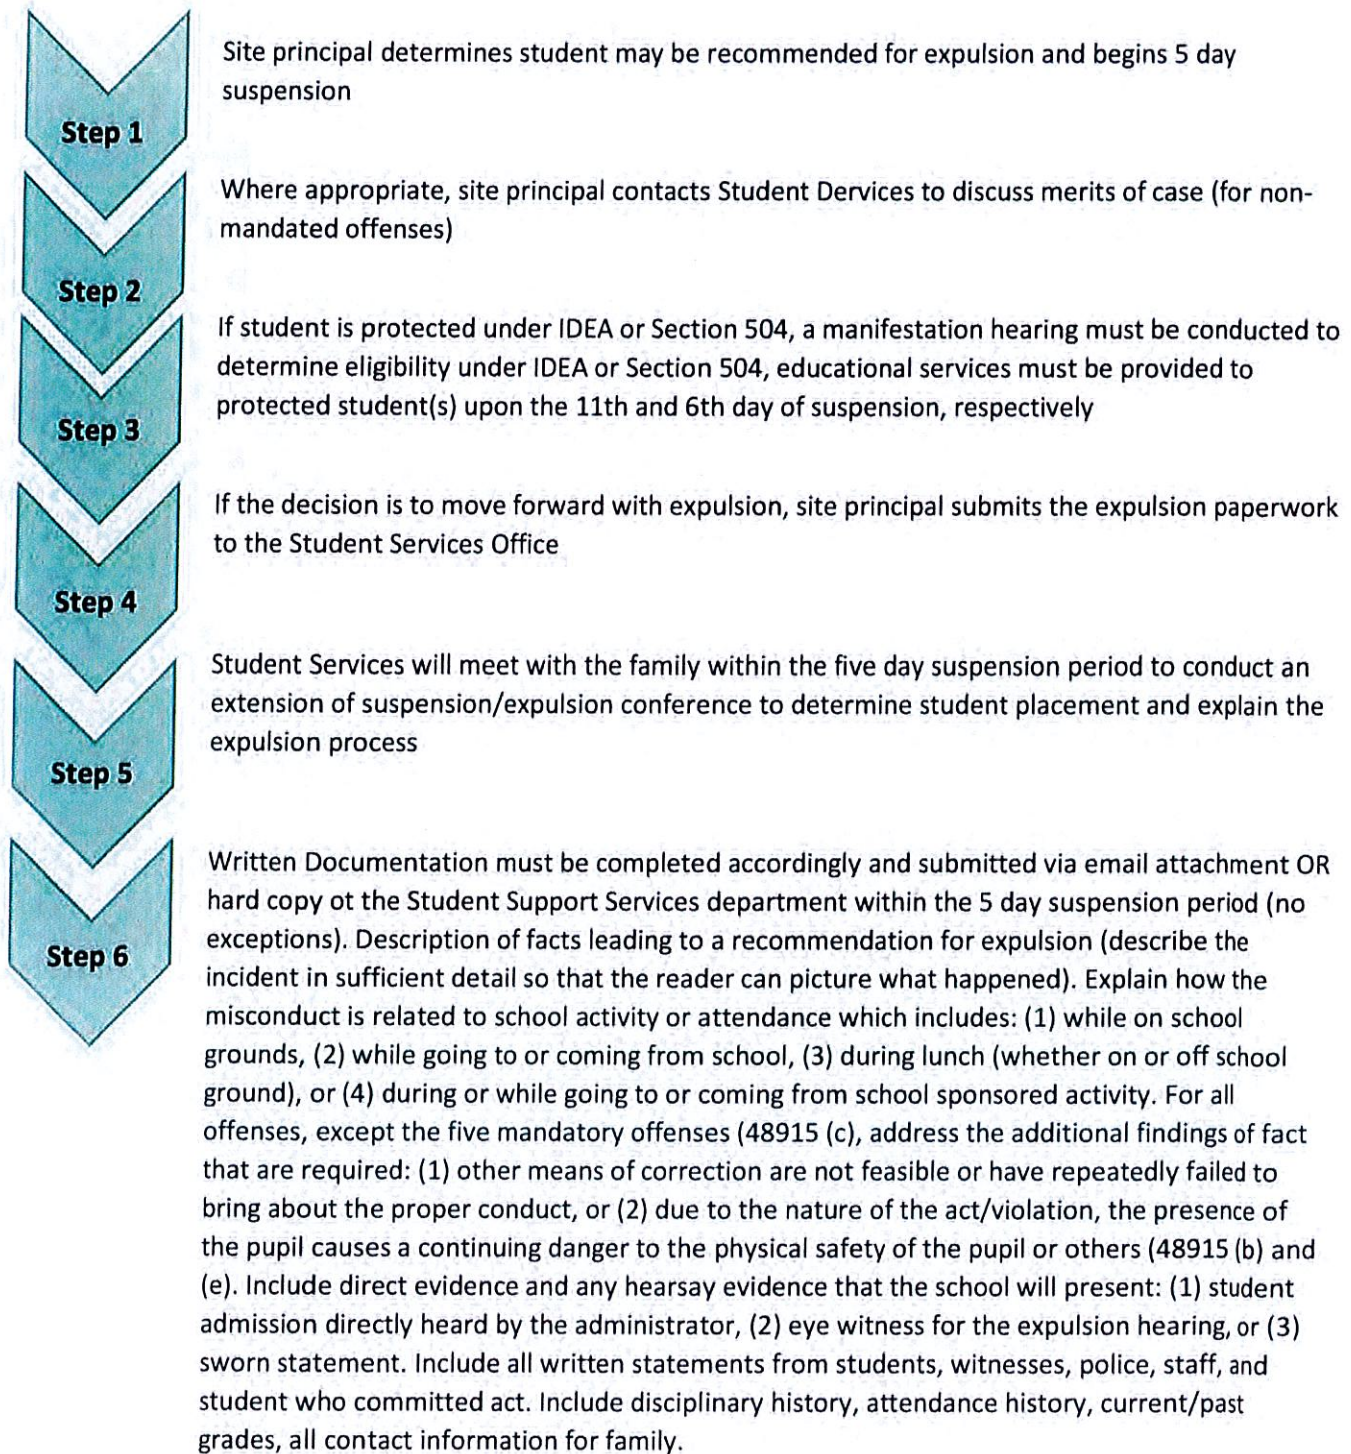 Site principal determines student may be recommended for expulsion and begins 5 day
suspension
Step 1
Where appropriate, site principal contacts Student Dervices to discuss merits of case (for non-
mandated offenses)
Step 2
If student is protected under IDEA or Section 504, a manifestation hearing must be conducted to
determine eligibility under IDEA or Section 504, educational services must be provided to
protected student(s) upon the 11th and 6th day of suspension, respectively
Step 3
If the decision is to move forward with expulsion, site principal submits the expulsion paperwork
to the Student Services Office
Step 4
Student Services will meet with the family within the five day suspension period to conduct an
extension of suspension/expulsion conference to determine student placement and explain the
expulsion process
Step 5
Written Documentation must be completed accordingly and submitted via email attachment OR
hard copy ot the Student Support Services department within the 5 day suspension period (no
exceptions). Description of facts leading to a recommendation for expulsion (describe the
incident in sufficient detail so that the reader can picture what happened). Explain how the
misconduct is related to school activity or attendance which includes: (1) while on school
grounds, (2) while going to or coming from school, (3) during lunch (whether on or off school
ground), or (4) during or while going to or coming from school sponsored activity. For all
offenses, except the five mandatory offenses (48915 (c), address the additional findings of fact
that are required: (1) other means of correction are not feasible or have repeatedly failed to
bring about the proper conduct, or (2) due to the nature of the act/violation, the presence of
the pupil causes a continuing danger to the physical safety of the pupil or others (48915 (b) and
(e). Include direct evidence and any hearsay evidence that the school will present: (1) student
admission directly heard by the administrator, (2) eye witness for the expulsion hearing, or (3)
sworn statement. Include all written statements from students, witnesses, police, staff, and
student who committed act. Include disciplinary history, attendance history, current/past
grades, all contact information for family.
Step 6